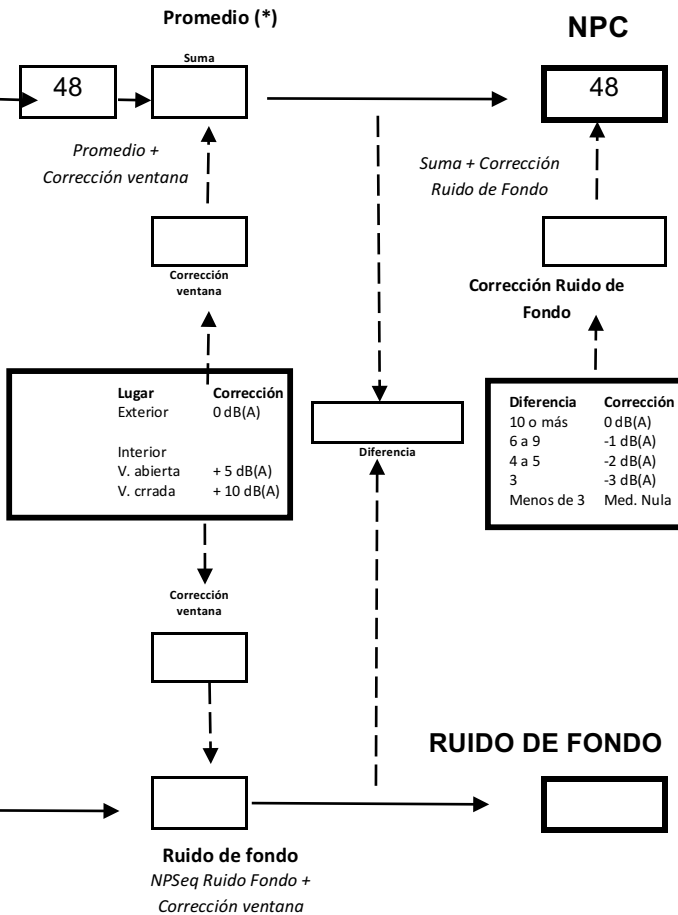 Promedio (*)
NPC
Suma
48
48
Promedio +
Corrección ventana
Suma + Corrección
Ruido de Fondo
Corrección
ventana
Corrección Ruido de
Fondo
Lugar Corrección
Exterior 0 dB(A)
Interior
V. abierta + 5 dB(A)
V. crrada + 10 dB(A)
Diferencia
Diferencia Corrección
10 o más 0 dB(A)
6 a 9 -1 dB(A)
4 a 5 -2 dB(A)
3 -3 dB(A)
Menos de 3 Med. Nula
Corrección
ventana
RUIDO DE FONDO
Ruido de fondo
NPSeq Ruido Fondo +
Corrección ventana